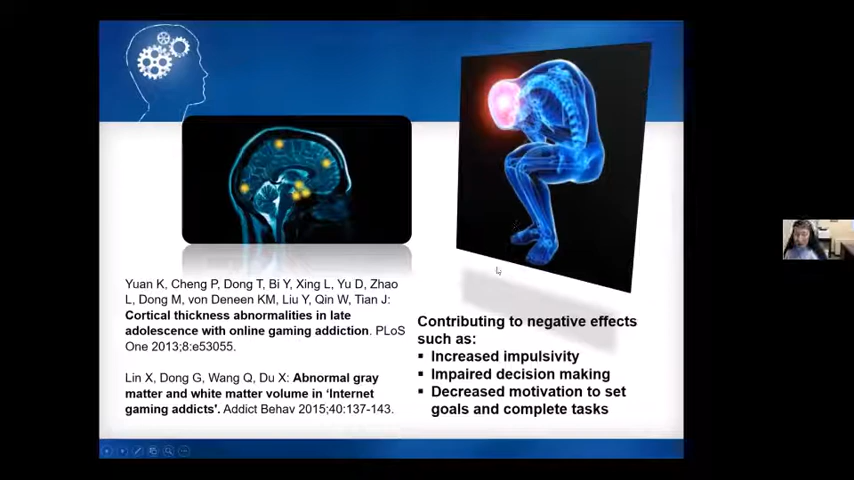 Yuan K, Cheng P, Dong T, Bi Y, Xing L, Yu D, Zhao
L, Dong M, von Deneen KM, Liu Y, Qin W, Tian J:
Cortical thickness abnormalities in late
adolescence with online gaming addiction. PLoS
One 2013;8:e53055.
Lin X, Dong G, Wang Q, Du X: Abnormal gray
matter and white matter volume in 'Internet
gaming addicts'. Addict Behav 2015;40:137-143.
Contributing to negative effects
such as:
▪ Increased impulsivity
▪ Impaired decision making
▪ Decreased motivation to set
goals and complete tasks